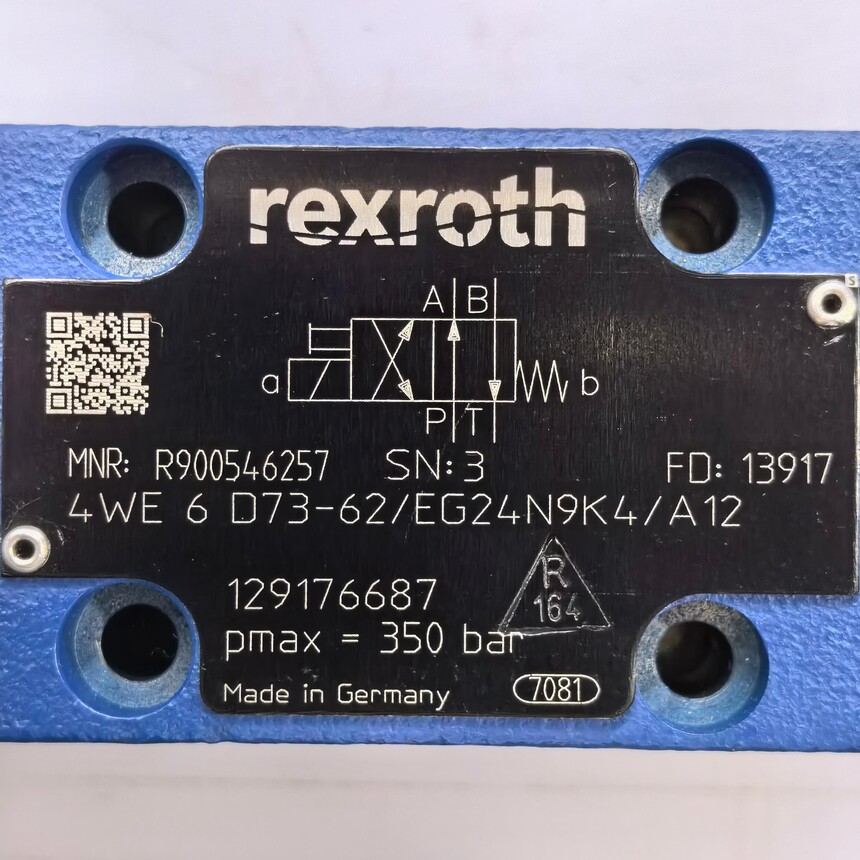 rexroth
A B
a b
P T
MNR: R900546257 SN: 3 FD: 13917
4WE 6 D73-62/EG24N9K4/A12
129176687
R
164
pmax = 350 bar
Made in Germany 7081
S